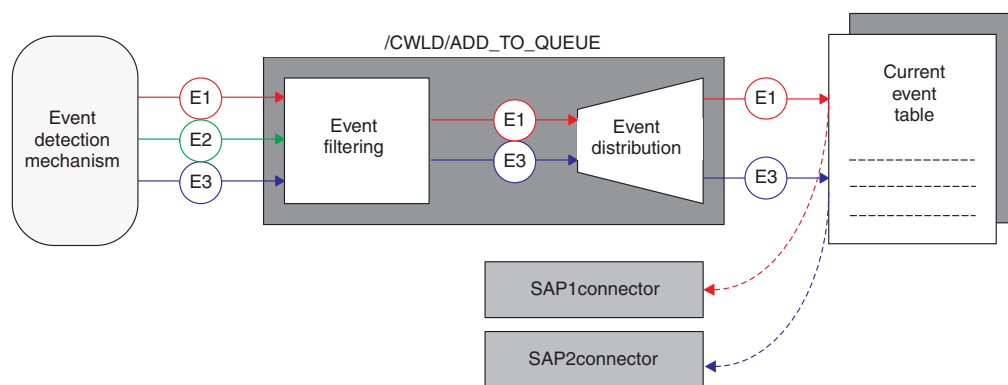 /CWLD/ADD_TO_QUEUE
Event
detection
mechanism
E1
E2
E3
Event
filtering
E1
E3
Event
distribution
E1
E3
Current
event
table
SAP1connector
SAP2connector